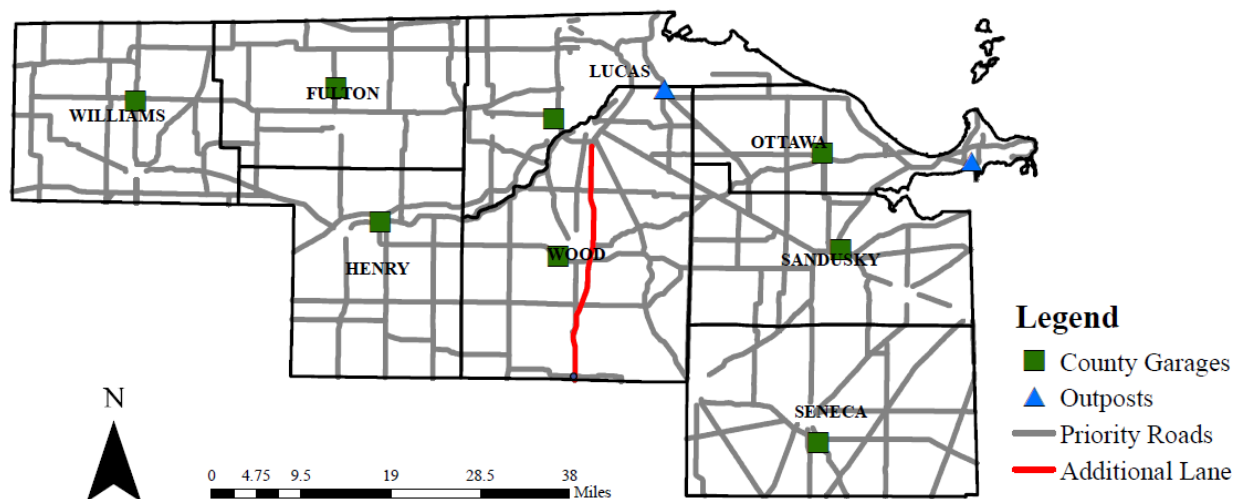 LUCAS
FULTON
WILLIAMS
OTTAWA
WOOD
HENRY
SANDUSKY
SENECA
Legend
County Garages
Outposts
Priority Roads
Additional Lane
N
0 4.75 9.5 19 28.5 38
Miles